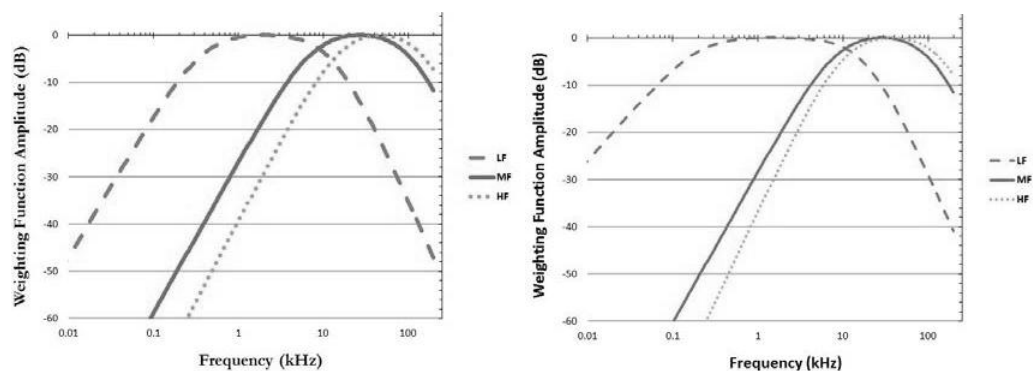 Weighting Function Amplitude (dB)
0
-10
-20
-30
-40
-50
-60
0.01 0.1 1 10 100
Frequency (kHz)
LF
MF
HF
Weighting Function Amplitude (dB)
0
-10
-20
-30
-40
-50
-60
0.01 0.1 1 10 100
Frequency (kHz)
LF
MF
HF